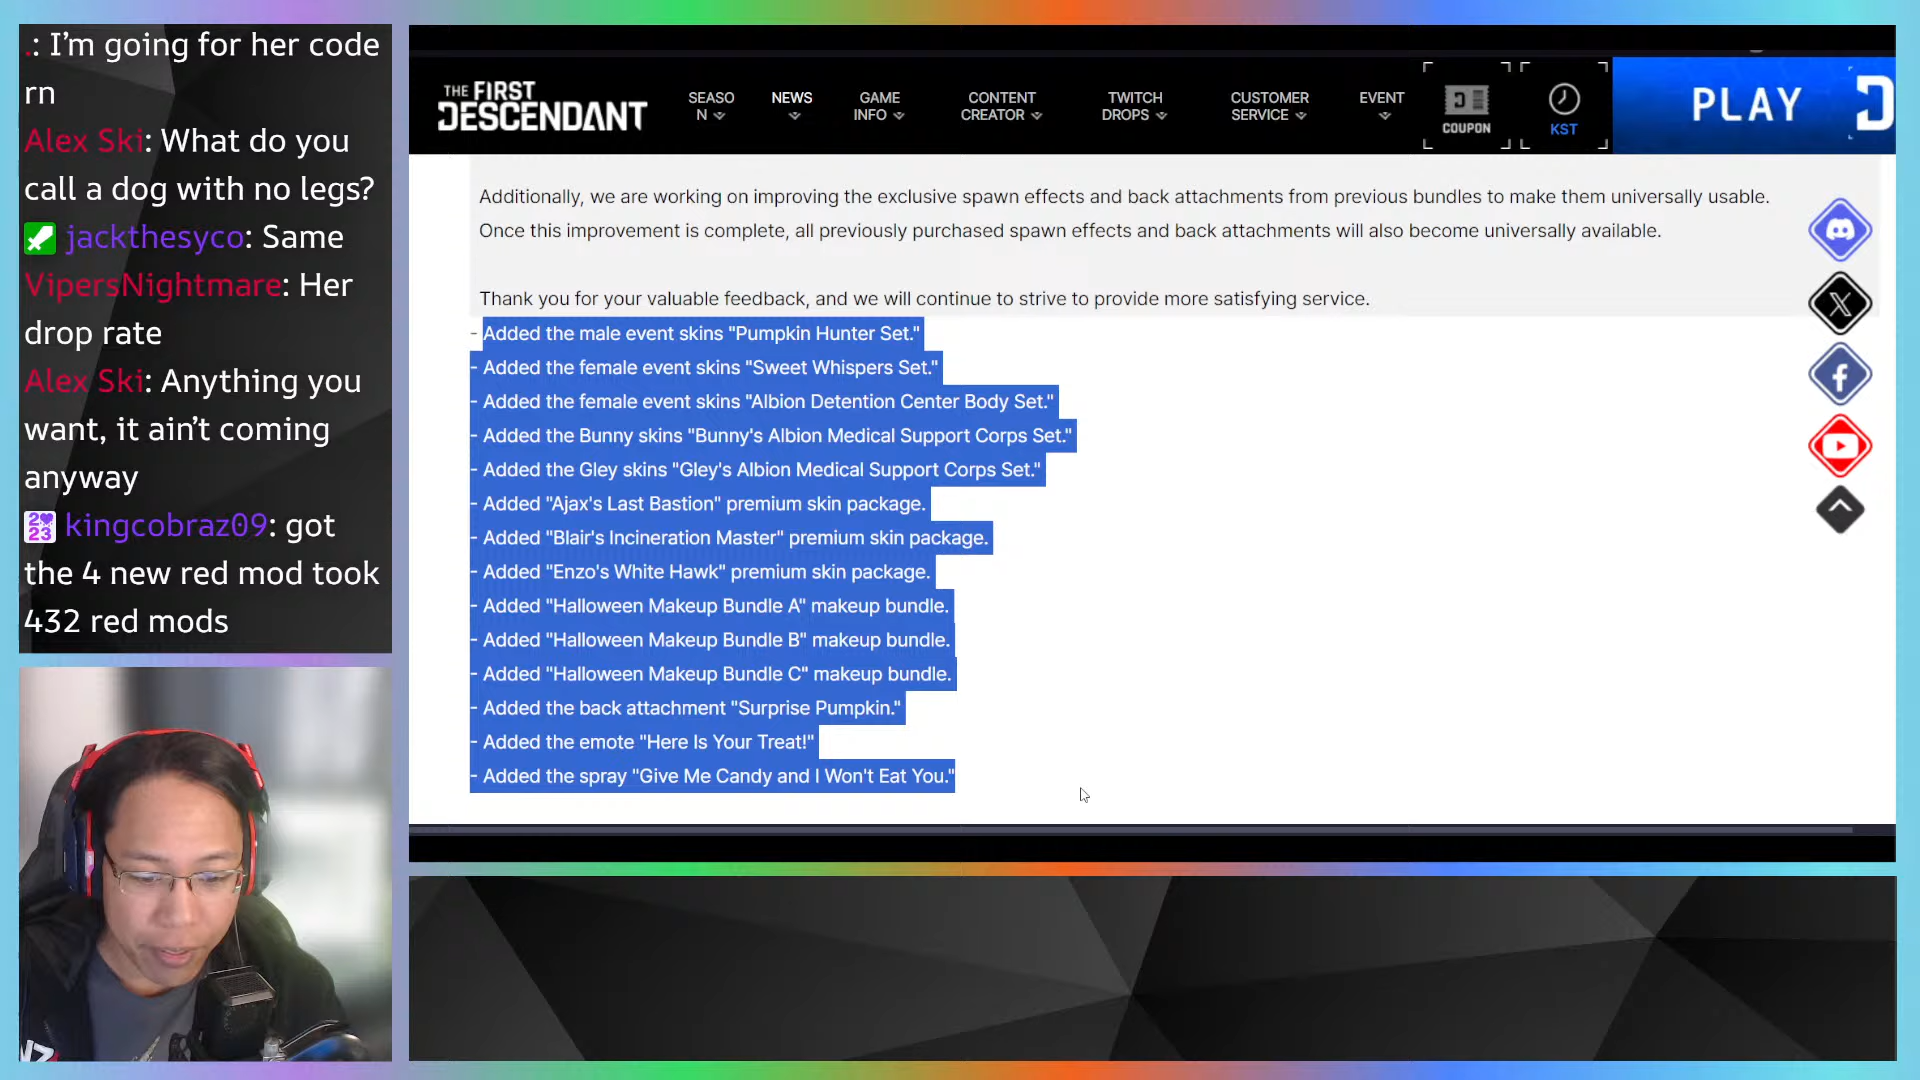 .: I'm going for her code
rn
Alex Ski: What do you
call a dog with no legs?
jackthesyco: Same
VipersNightmare: Her
drop rate
Alex Ski: Anything you
want, it ain't coming
anyway
2023 kingcobraz09: got
the 4 new red mod took
432 red mods
THE FIRST
DESCENDANT
SEASO
N
NEWS
GAME
INFO
CONTENT
CREATOR
TWITCH
DROPS
CUSTOMER
SERVICE
EVENT
COUPON
KST
PLAY
Additionally, we are working on improving the exclusive spawn effects and back attachments from previous bundles to make them universally usable.
Once this improvement is complete, all previously purchased spawn effects and back attachments will also become universally available.
Thank you for your valuable feedback, and we will continue to strive to provide more satisfying service.
- Added the male event skins "Pumpkin Hunter Set."
- Added the female event skins "Sweet Whispers Set."
- Added the female event skins "Albion Detention Center Body Set."
- Added the Bunny skins "Bunny's Albion Medical Support Corps Set."
- Added the Gley skins "Gley's Albion Medical Support Corps Set."
- Added "Ajax's Last Bastion" premium skin package.
- Added "Blair's Incineration Master" premium skin package.
- Added "Enzo's White Hawk" premium skin package.
- Added "Halloween Makeup Bundle A" makeup bundle.
- Added "Halloween Makeup Bundle B" makeup bundle.
- Added "Halloween Makeup Bundle C" makeup bundle.
- Added the back attachment "Surprise Pumpkin."
- Added the emote "Here Is Your Treat!"
- Added the spray "Give Me Candy and I Won't Eat You."